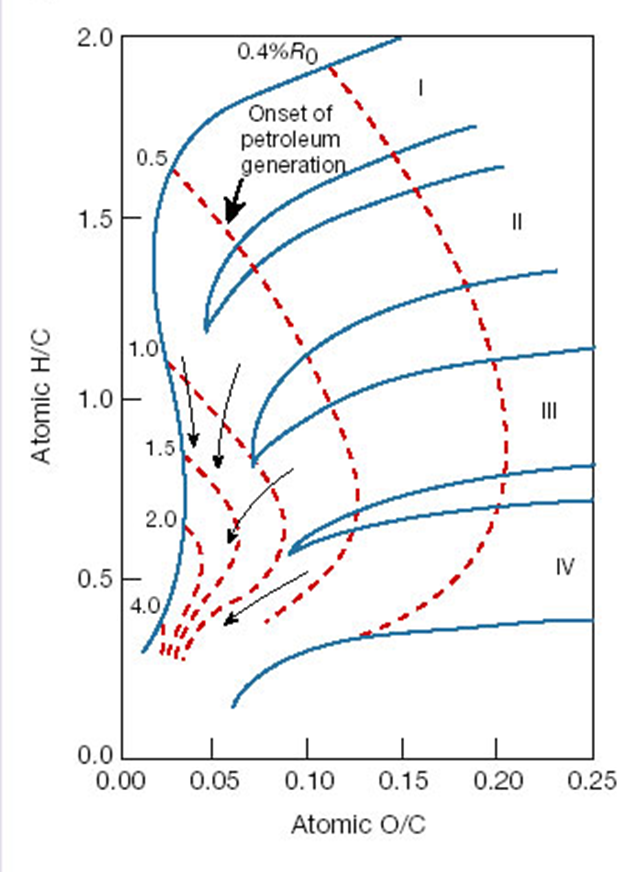 2.0
0.4%R0
I
Onset of
petroleum
generation
0.5
1.5
II
1.0
1.0
III
1.5
2.0
0.5
IV
4.0
0.0
0.00 0.05 0.10 0.15 0.20 0.25
Atomic O/C
Atomic H/C